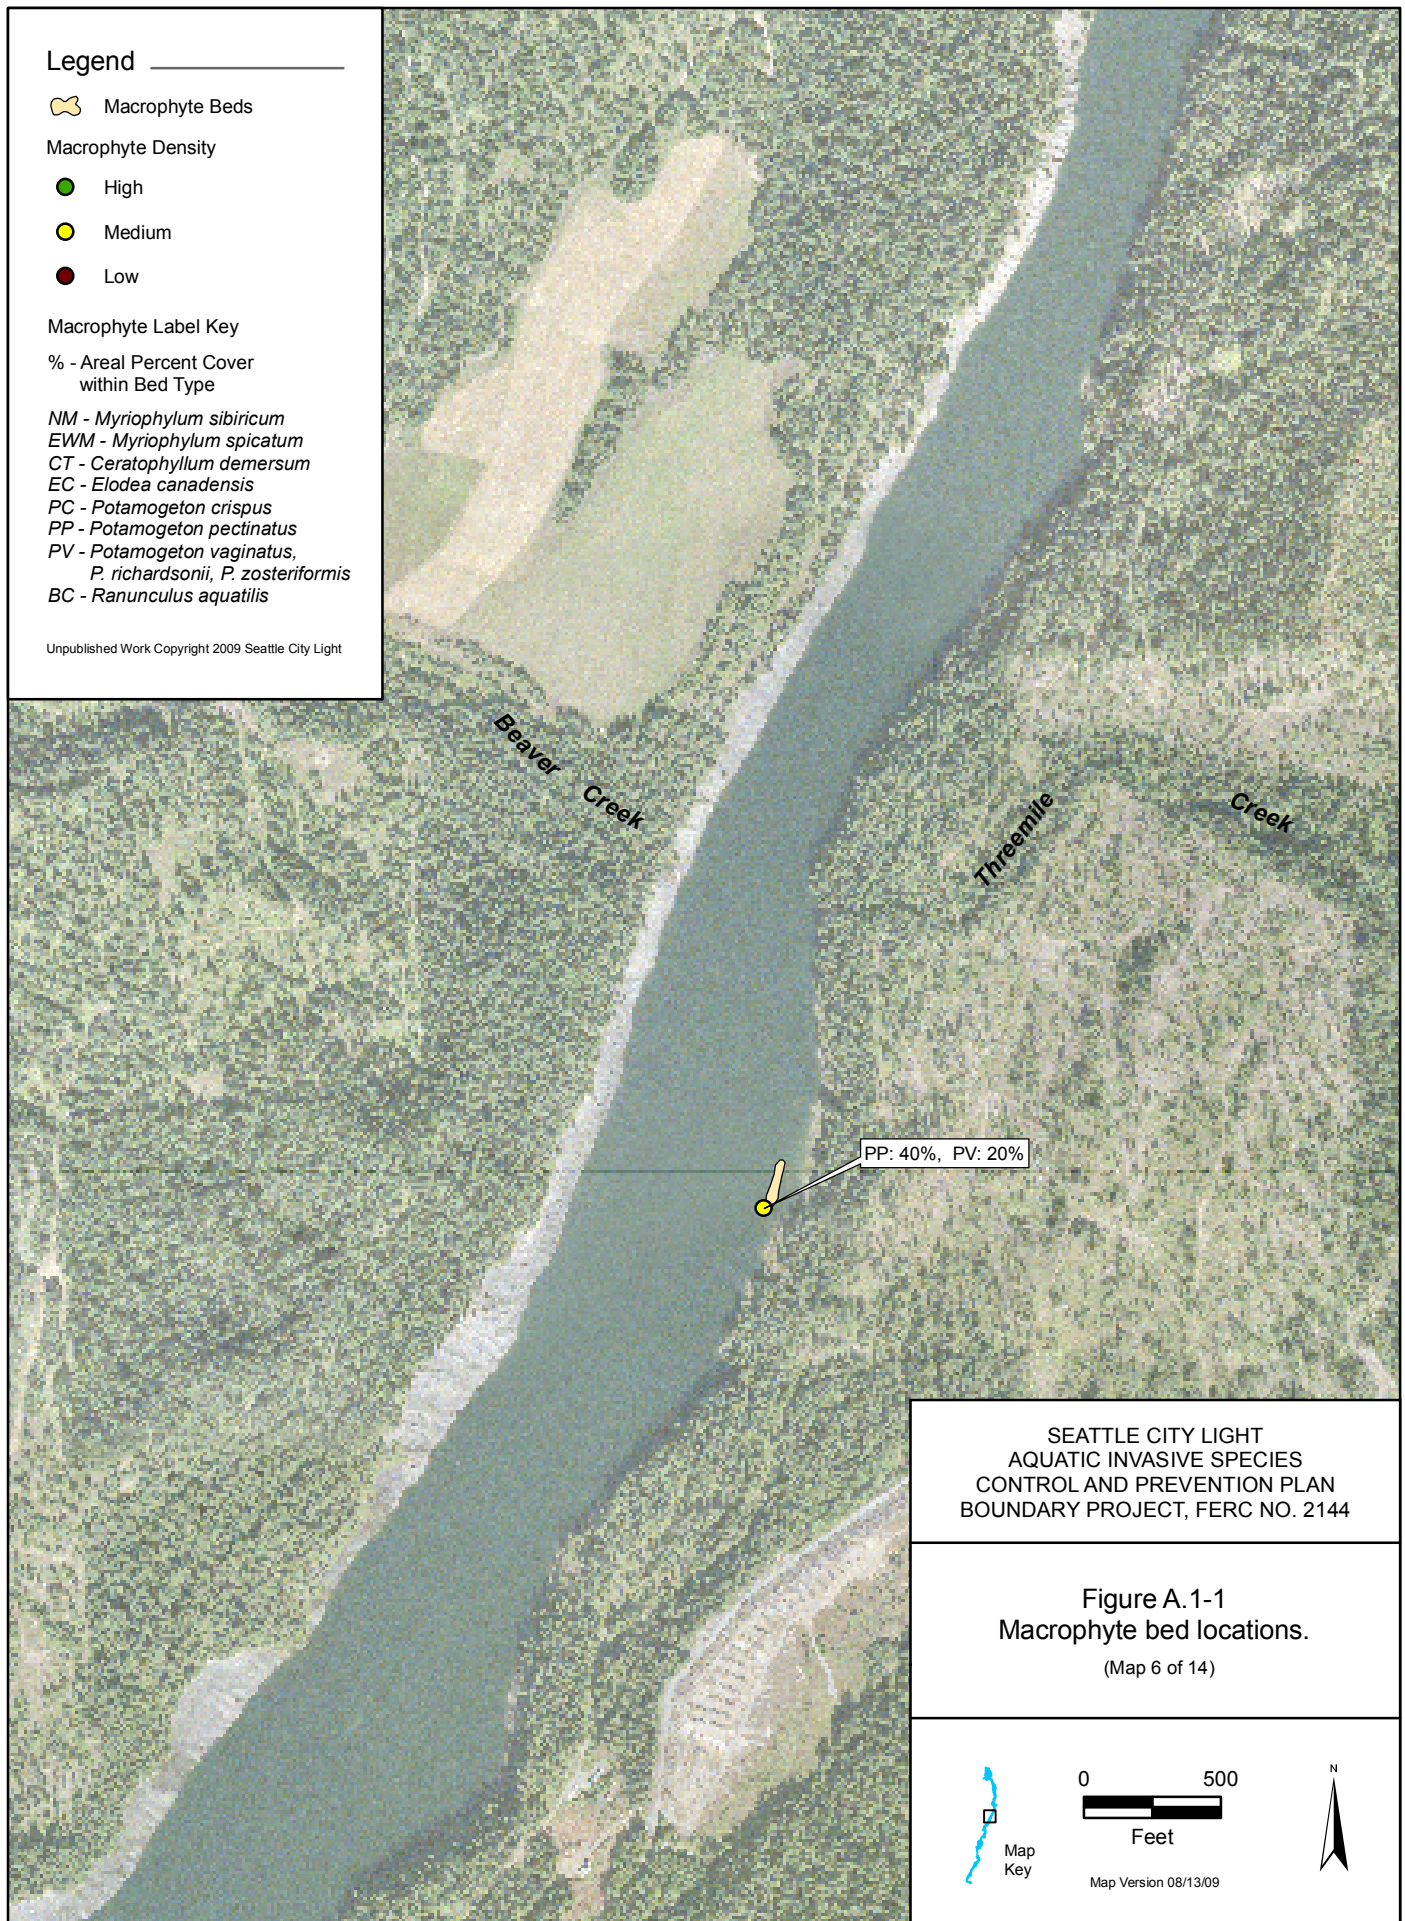 Legend
Macrophyte Beds
Macrophyte Density
High
Medium
Low
Macrophyte Label Key
% - Areal Percent Cover
within Bed Type
NM - Myriophylum sibiricum
EWM - Myriophylum spicatum
CT - Ceratophyllum demersum
EC - Elodea canadensis
PC - Potamogeton crispus
PP - Potamogeton pectinatus
PV - Potamogeton vaginatus,
P. richardsonii, P. zosteriformis
BC - Ranunculus aquatilis
Unpublished Work Copyright 2009 Seattle City Light
Beaver Creek
Threemile Creek
PP: 40%, PV: 20%
SEATTLE CITY LIGHT
AQUATIC INVASIVE SPECIES
CONTROL AND PREVENTION PLAN
BOUNDARY PROJECT, FERC NO. 2144
Figure A.1-1
Macrophyte bed locations.
(Map 6 of 14)
Map
Key
0 500
Feet
Map Version 08/13/09
N